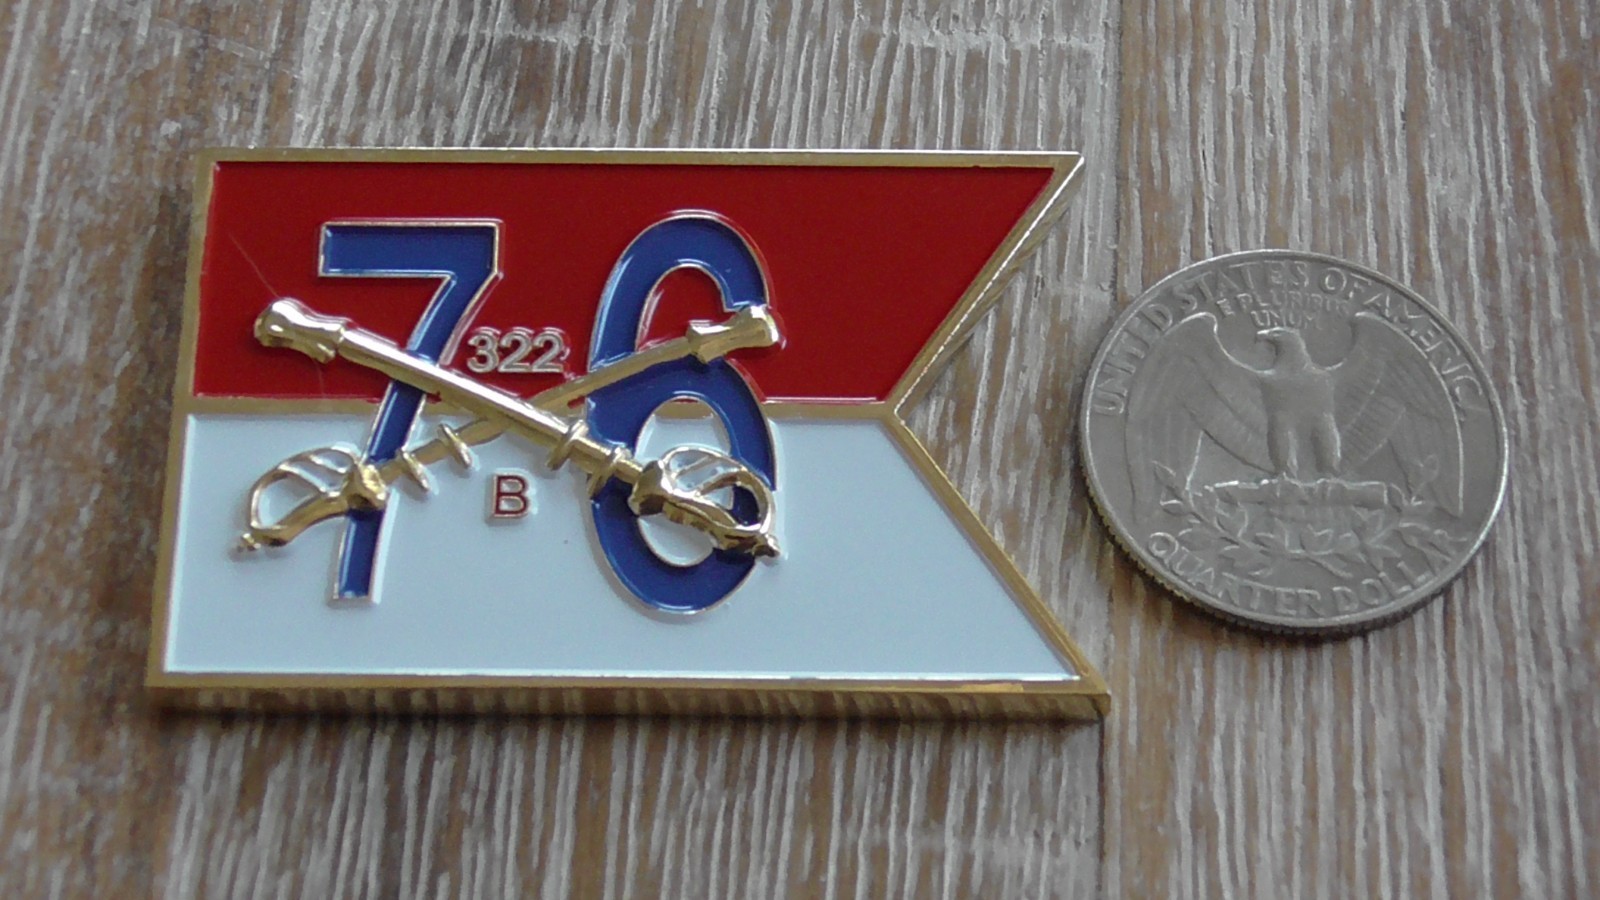 76
322
B
UNITED STATES OF AMERICA
E PLURIBUS
UNUM
QUARTER DOLLAR